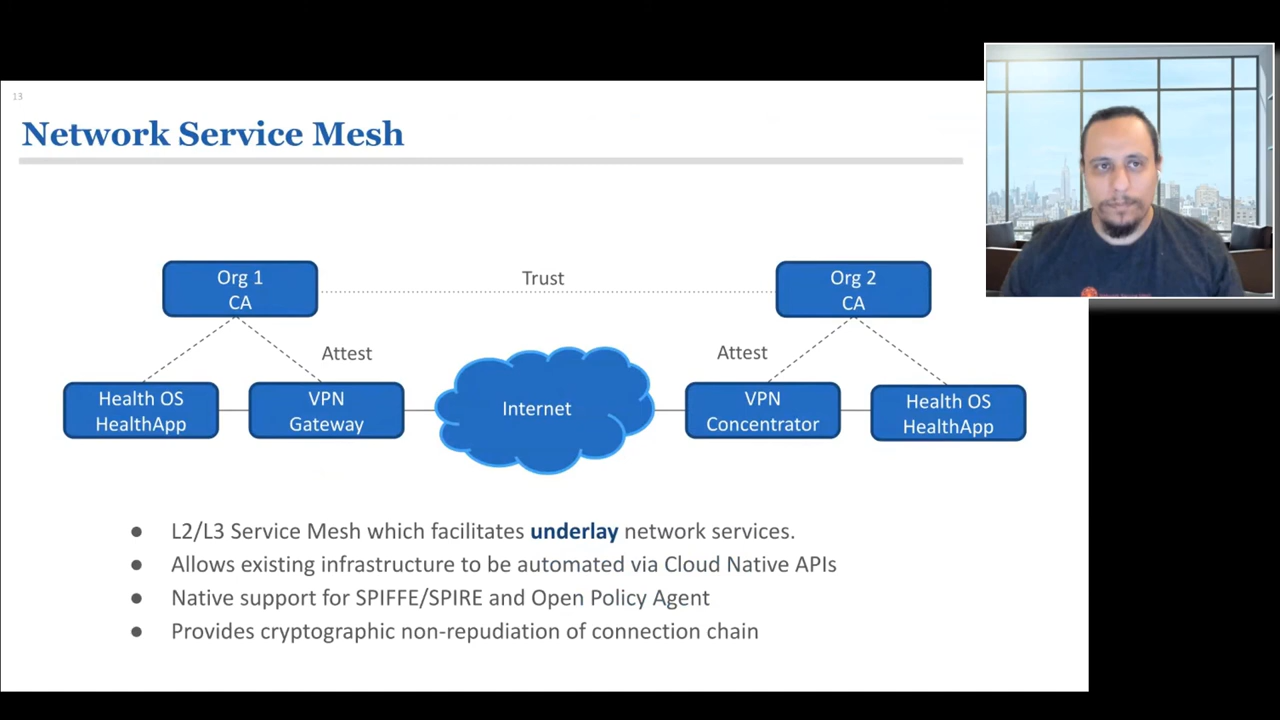 13
Network Service Mesh
Org 1
CA
Trust
Org 2
CA
Attest
Attest
Health OS
HealthApp
VPN
Gateway
Internet
VPN
Concentrator
Health OS
HealthApp
● L2/L3 Service Mesh which facilitates underlay network services.
● Allows existing infrastructure to be automated via Cloud Native APIs
● Native support for SPIFFE/SPIRE and Open Policy Agent
● Provides cryptographic non-repudiation of connection chain